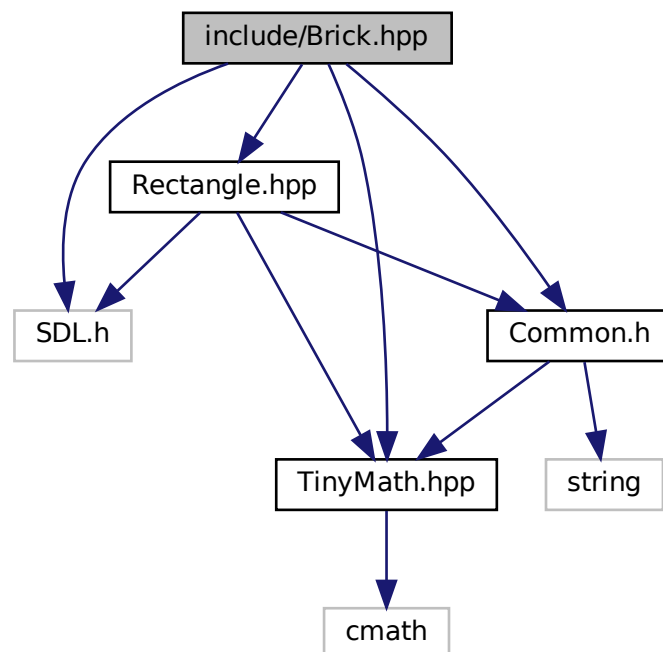 include/Brick.hpp
Rectangle.hpp
SDL.h
Common.h
TinyMath.hpp
string
cmath